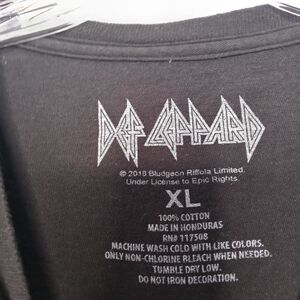 DEF LEPPARD
© 2018 Bludgeon Riffola Limited.
Under License to Epic Rights.
XL
100% COTTON
MADE IN HONDURAS
RN# 117508
MACHINE WASH COLD WITH LIKE COLORS.
ONLY NON-CHLORINE BLEACH WHEN NEEDED.
TUMBLE DRY LOW.
DO NOT IRON DECORATION.